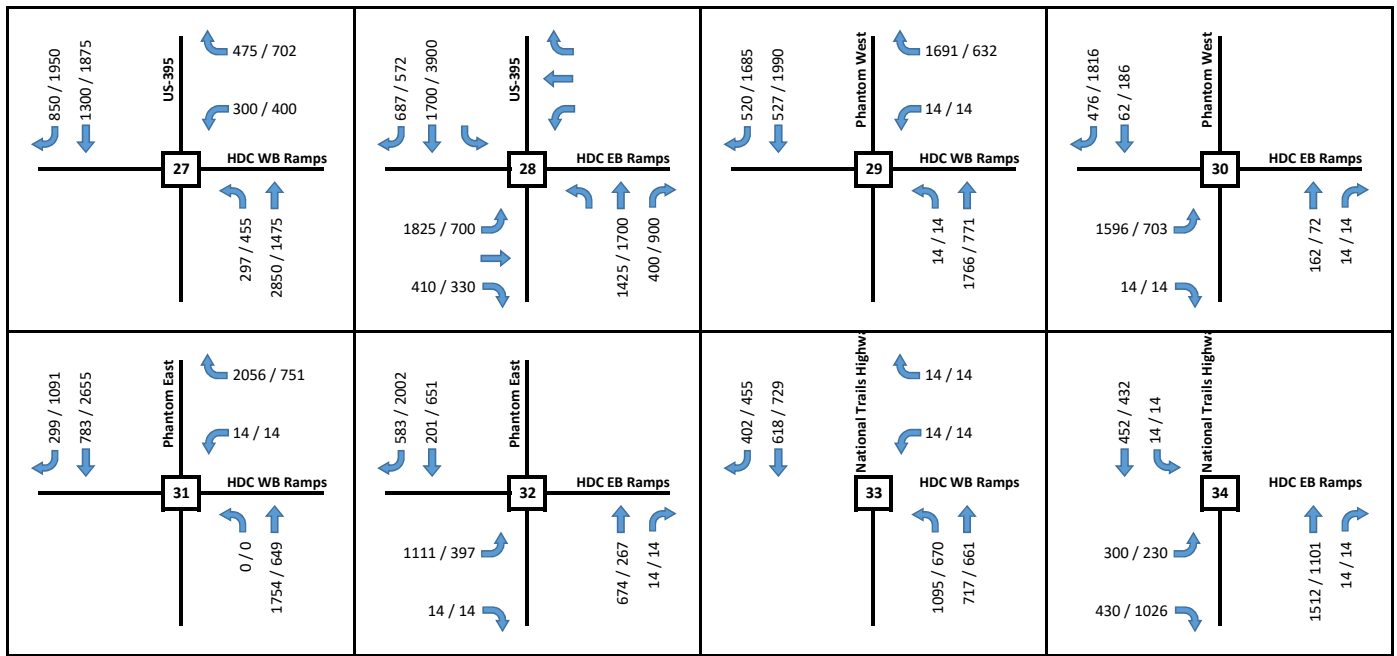 850 / 1950
1300 / 1875
US-395
475 / 702
300 / 400
HDC WB Ramps
27
297 / 455
2850 / 1475
687 / 572
1700 / 3900
US-395
HDC EB Ramps
28
1825 / 700
410 / 330
1425 / 1700
400 / 900
520 / 1685
527 / 1990
Phantom West
1691 / 632
14 / 14
HDC WB Ramps
29
14 / 14
1766 / 771
476 / 1816
62 / 186
Phantom West
HDC EB Ramps
30
1596 / 703
14 / 14
162 / 72
14 / 14
299 / 1091
783 / 2655
Phantom East
2056 / 751
14 / 14
HDC WB Ramps
31
0 / 0
1754 / 649
583 / 2002
201 / 651
Phantom East
HDC EB Ramps
32
1111 / 397
14 / 14
674 / 267
14 / 14
402 / 455
618 / 729
National Trails Highwa
14 / 14
14 / 14
HDC WB Ramps
33
1095 / 670
717 / 661
452 / 432
14 / 14
National Trails Highwa
HDC EB Ramps
34
300 / 230
430 / 1026
1512 / 1101
14 / 14